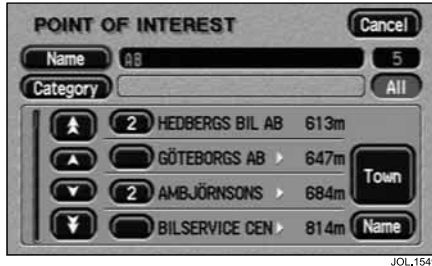 POINT OF INTEREST Cancel
Name AB 5
Category All
2 HEDBERGS BIL AB 613m
GÖTEBORGS AB 647m
Town
2 AMBJÖRNSONS 684m
BILSERVICE CEN 814m Name
JOL.154